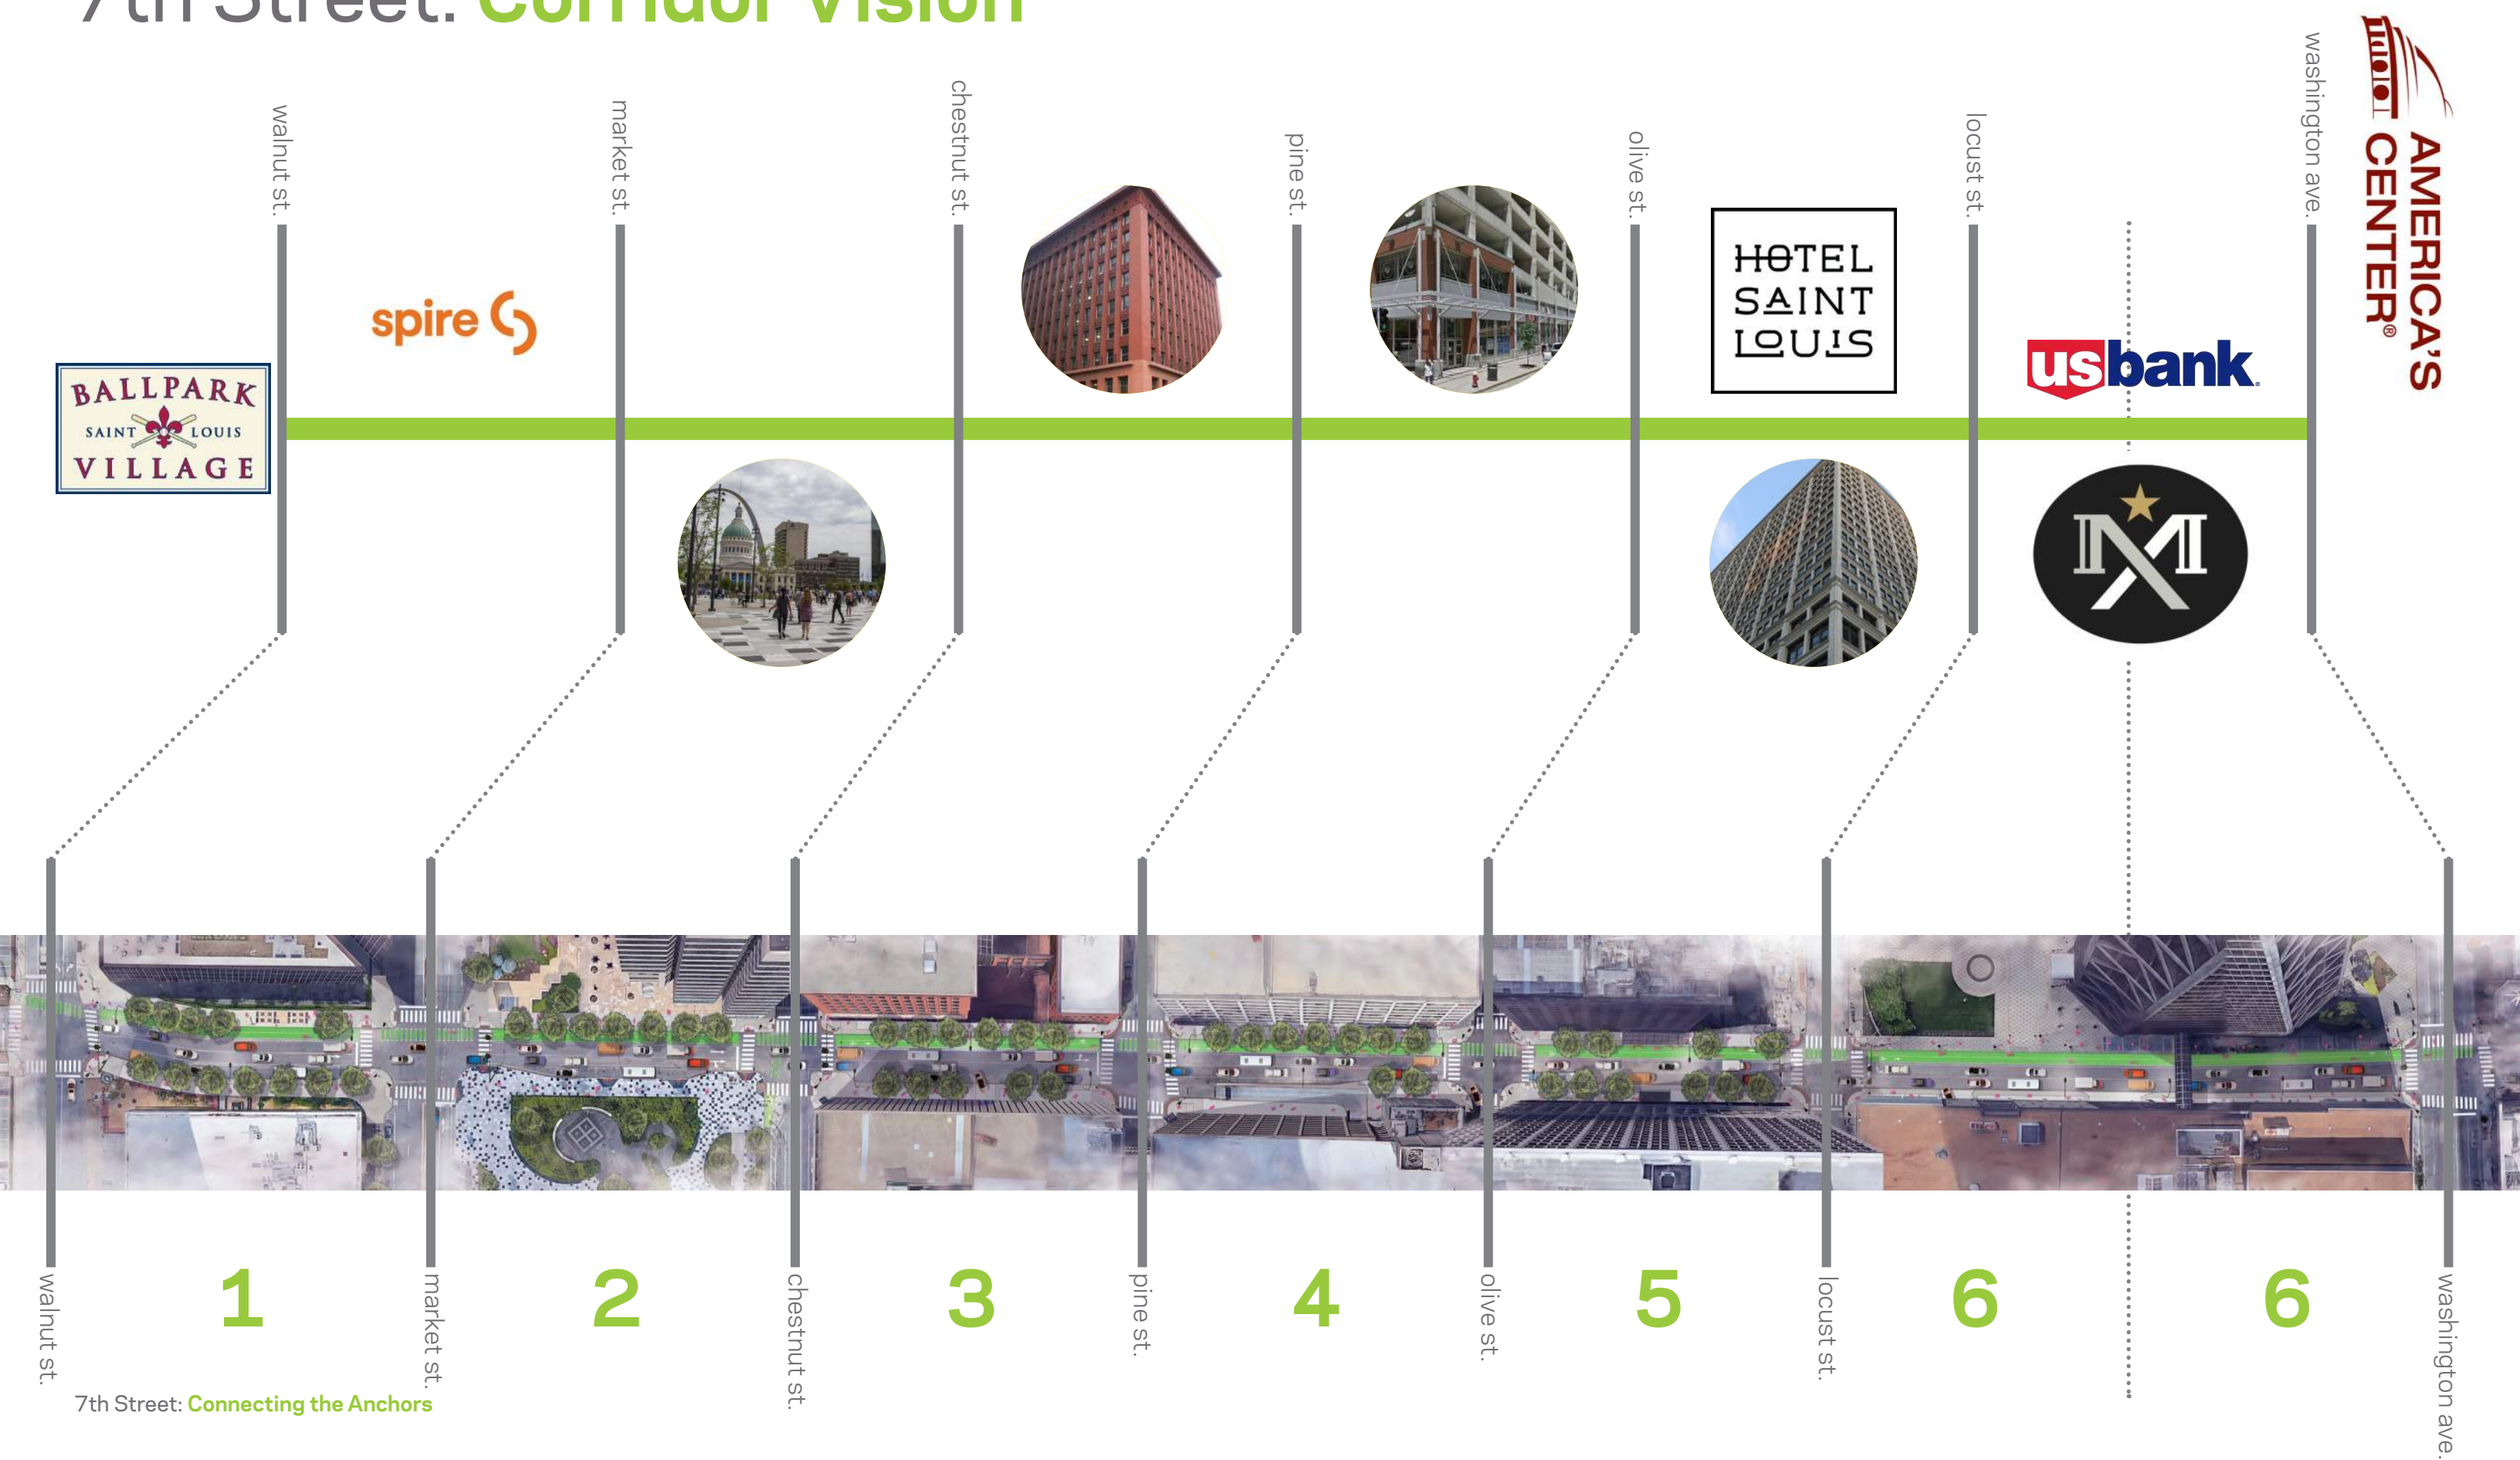 7th Street: Corridor Vision
walnut st.
market st.
chestnut st.
pine st.
olive st.
locust st.
washington ave.
AMERICA'S
CENTER®
spire
HOTEL
SAINT
LOUIS
usbank
BALLPARK
SAINT LOUIS
VILLAGE
MX
1
2
3
4
5
6
6
walnut st.
market st.
chestnut st.
pine st.
olive st.
locust st.
washington ave.
7th Street: Connecting the Anchors